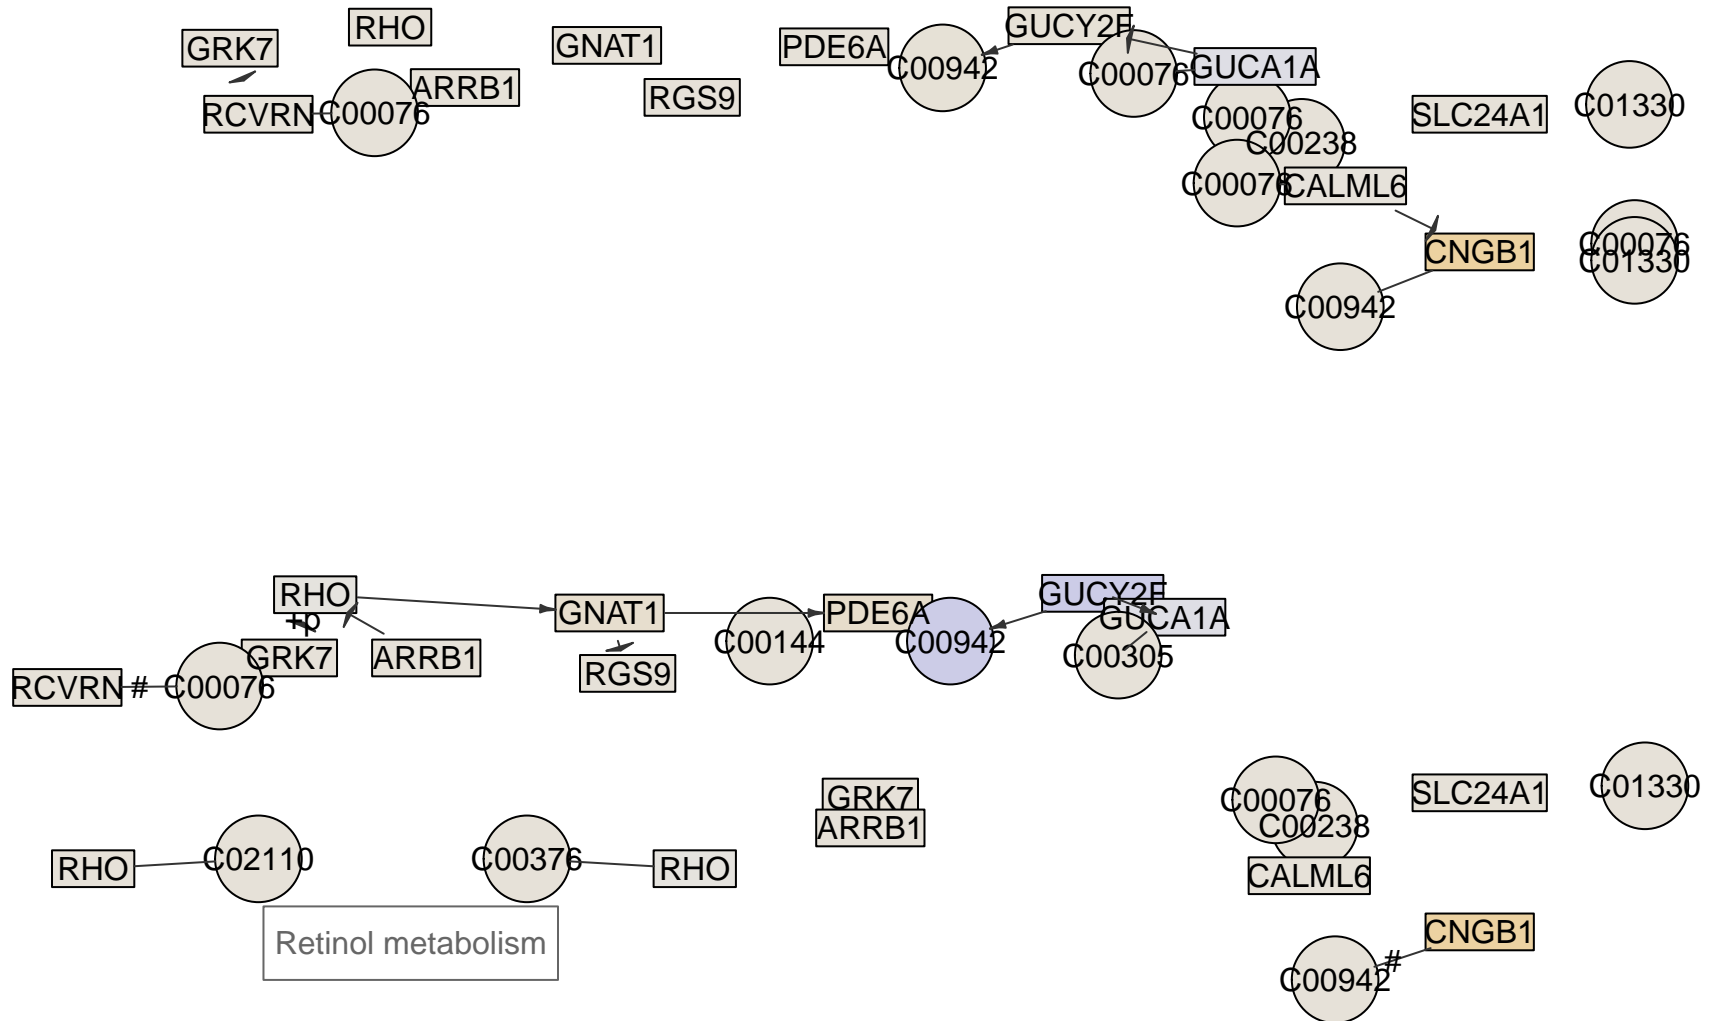 RHO
GRK7
GNAT1
PDE6A
GUCY2F
C00942
C00076
GUCA1A
ARRB1
RGS9
RCVRN
C00076
C00076
SLC24A1
C01330
C00238
C00076
CALML6
C00076
C01330
CNGB1
C00942
RHO
+p
GNAT1
PDE6A
GUCY2F
GUCA1A
C00144
C00942
C00305
GRK7
ARRB1
RGS9
RCVRN
#
C00076
GRK7
ARRB1
C00076
C00238
SLC24A1
C01330
RHO
C02110
C00376
RHO
CALML6
Retinol metabolism
CNGB1
#
C00942